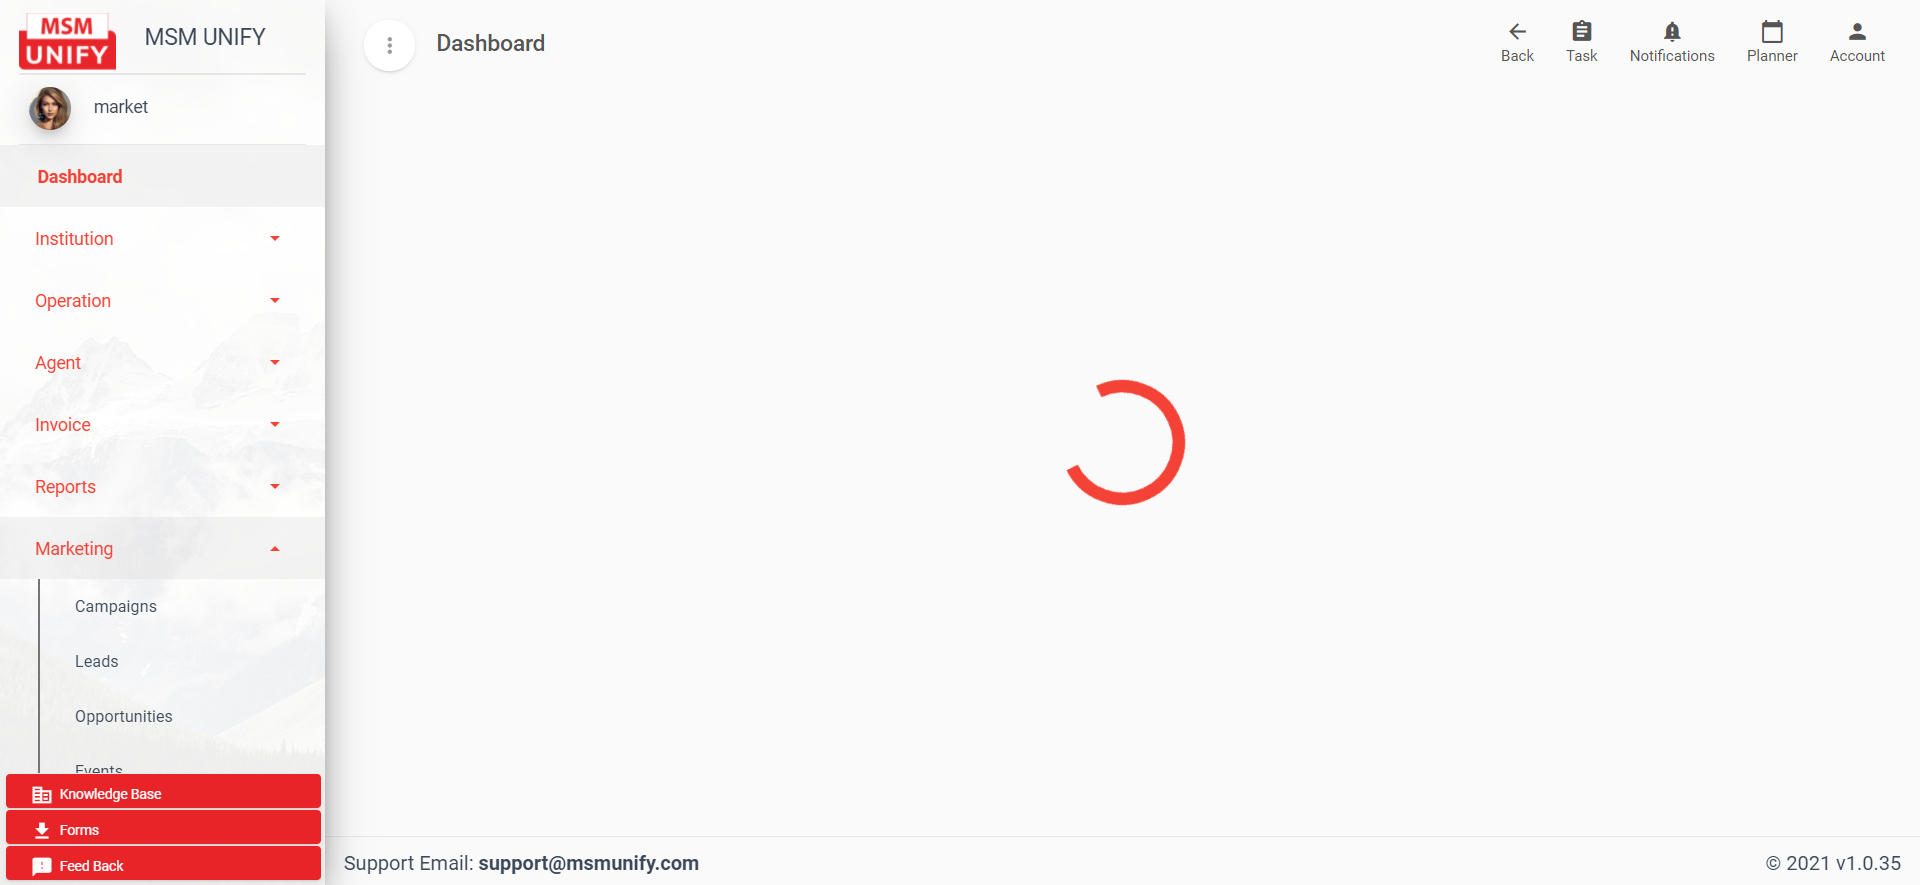 MSM
UNIFY
MSM UNIFY
market
Dashboard
Institution
Operation
Agent
Invoice
Reports
Marketing
Campaigns
Leads
Opportunities
Events
Knowledge Base
Forms
Feed Back
Dashboard
Back
Task
Notifications
Planner
Account
Support Email: support@msmunify.com
© 2021 v1.0.35